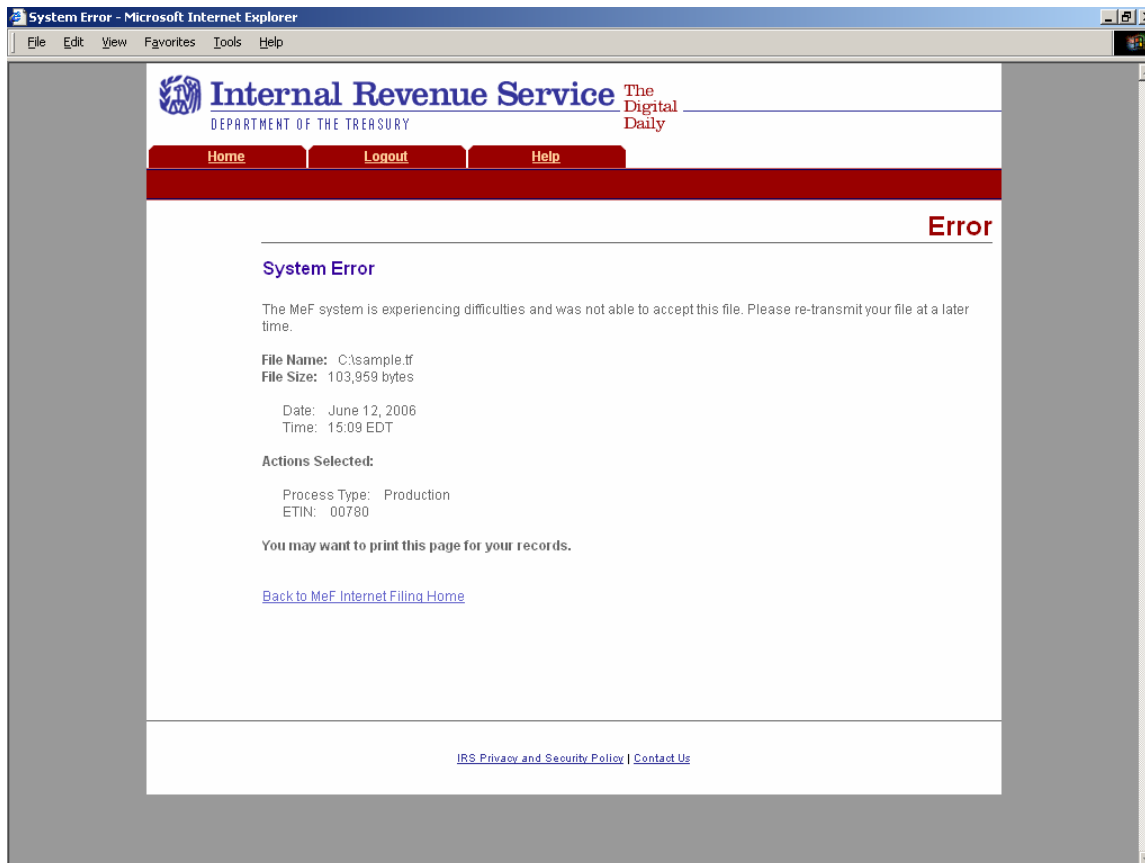 System Error - Microsoft Internet Explorer
File Edit View Favorites Tools Help
Internal Revenue Service
The
Digital
Daily
DEPARTMENT OF THE TREASURY
Home Logout Help
Error
System Error
The MeF system is experiencing difficulties and was not able to accept this file. Please re-transmit your file at a later
time.
File Name: C:\sample.tf
File Size: 103,959 bytes
Date: June 12, 2006
Time: 15:09 EDT
Actions Selected:
Process Type: Production
ETIN: 00780
You may want to print this page for your records.
Back to MeF Internet Filing Home
IRS Privacy and Security Policy | Contact Us